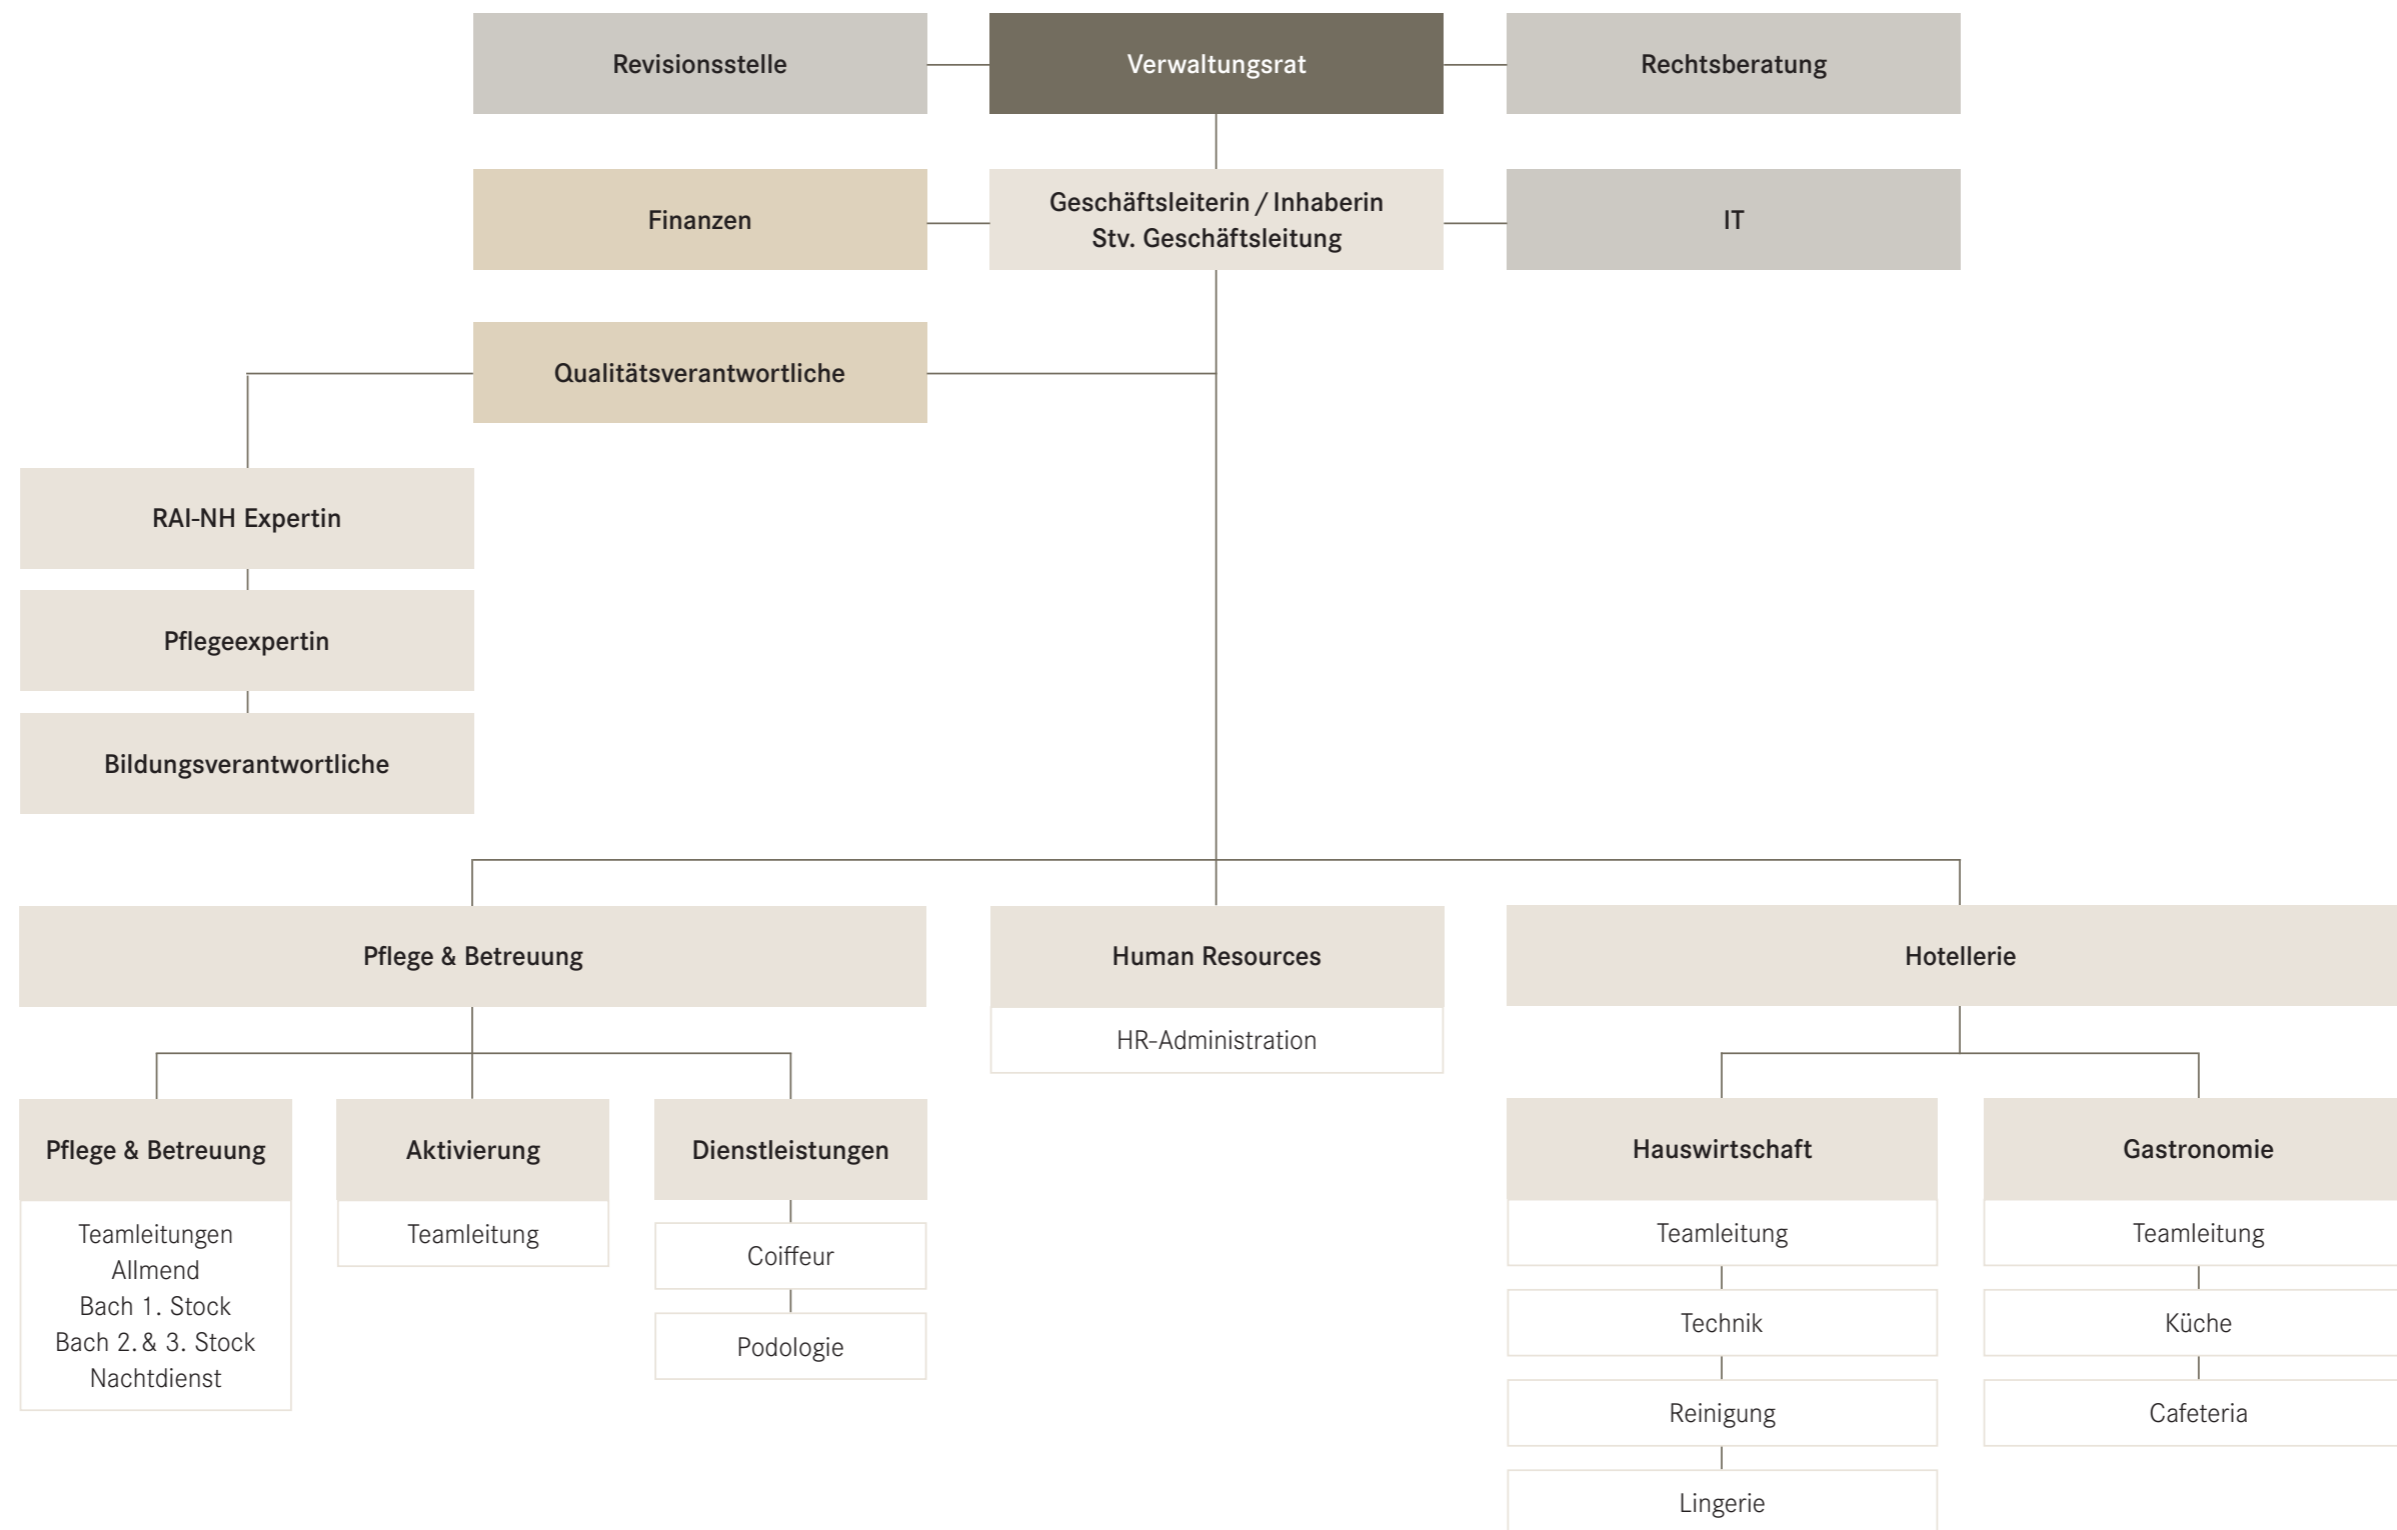 Revisionsstelle
Verwaltungsrat
Rechtsberatung
Finanzen
Geschäftsleiterin / Inhaberin
Stv. Geschäftsleitung
IT
Qualitätsverantwortliche
RAI-NH Expertin
Pflegeexpertin
Bildungsverantwortliche
Pflege & Betreuung
Human Resources
HR-Administration
Hotellerie
Pflege & Betreuung
Teamleitungen
Allmend
Bach 1. Stock
Bach 2. & 3. Stock
Nachtdienst
Aktivierung
Teamleitung
Dienstleistungen
Coiffeur
Podologie
Hauswirtschaft
Teamleitung
Technik
Reinigung
Lingerie
Gastronomie
Teamleitung
Küche
Cafeteria